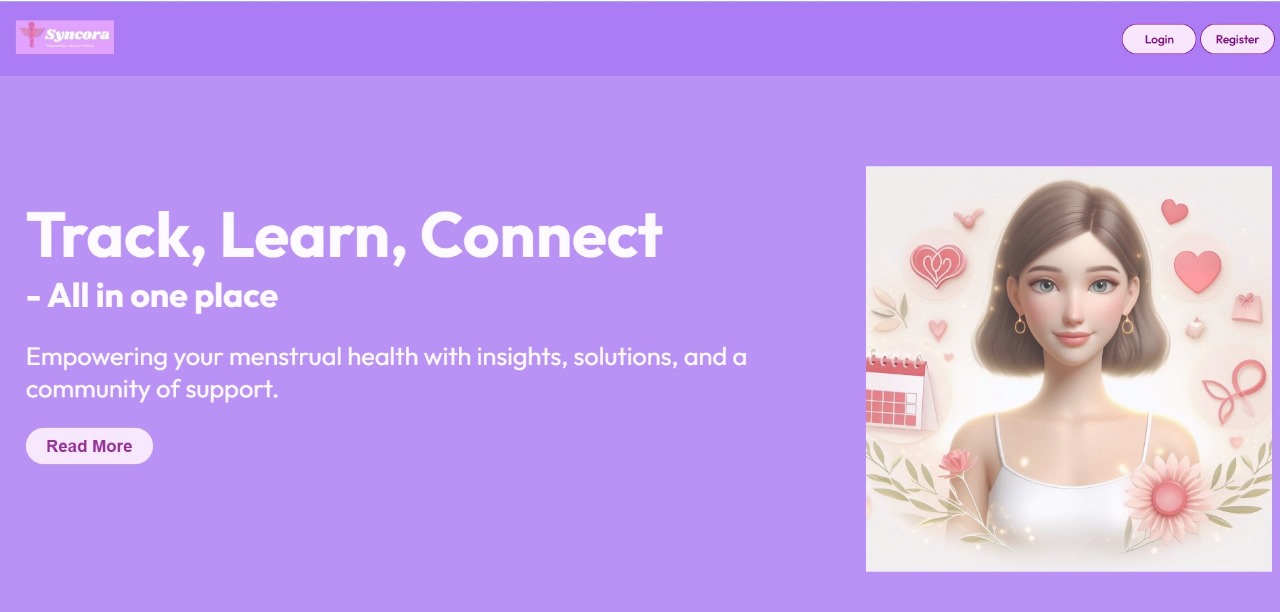 Syncora
Login
Register
Track, Learn, Connect
- All in one place
Empowering your menstrual health with insights, solutions, and a
community of support.
Read More